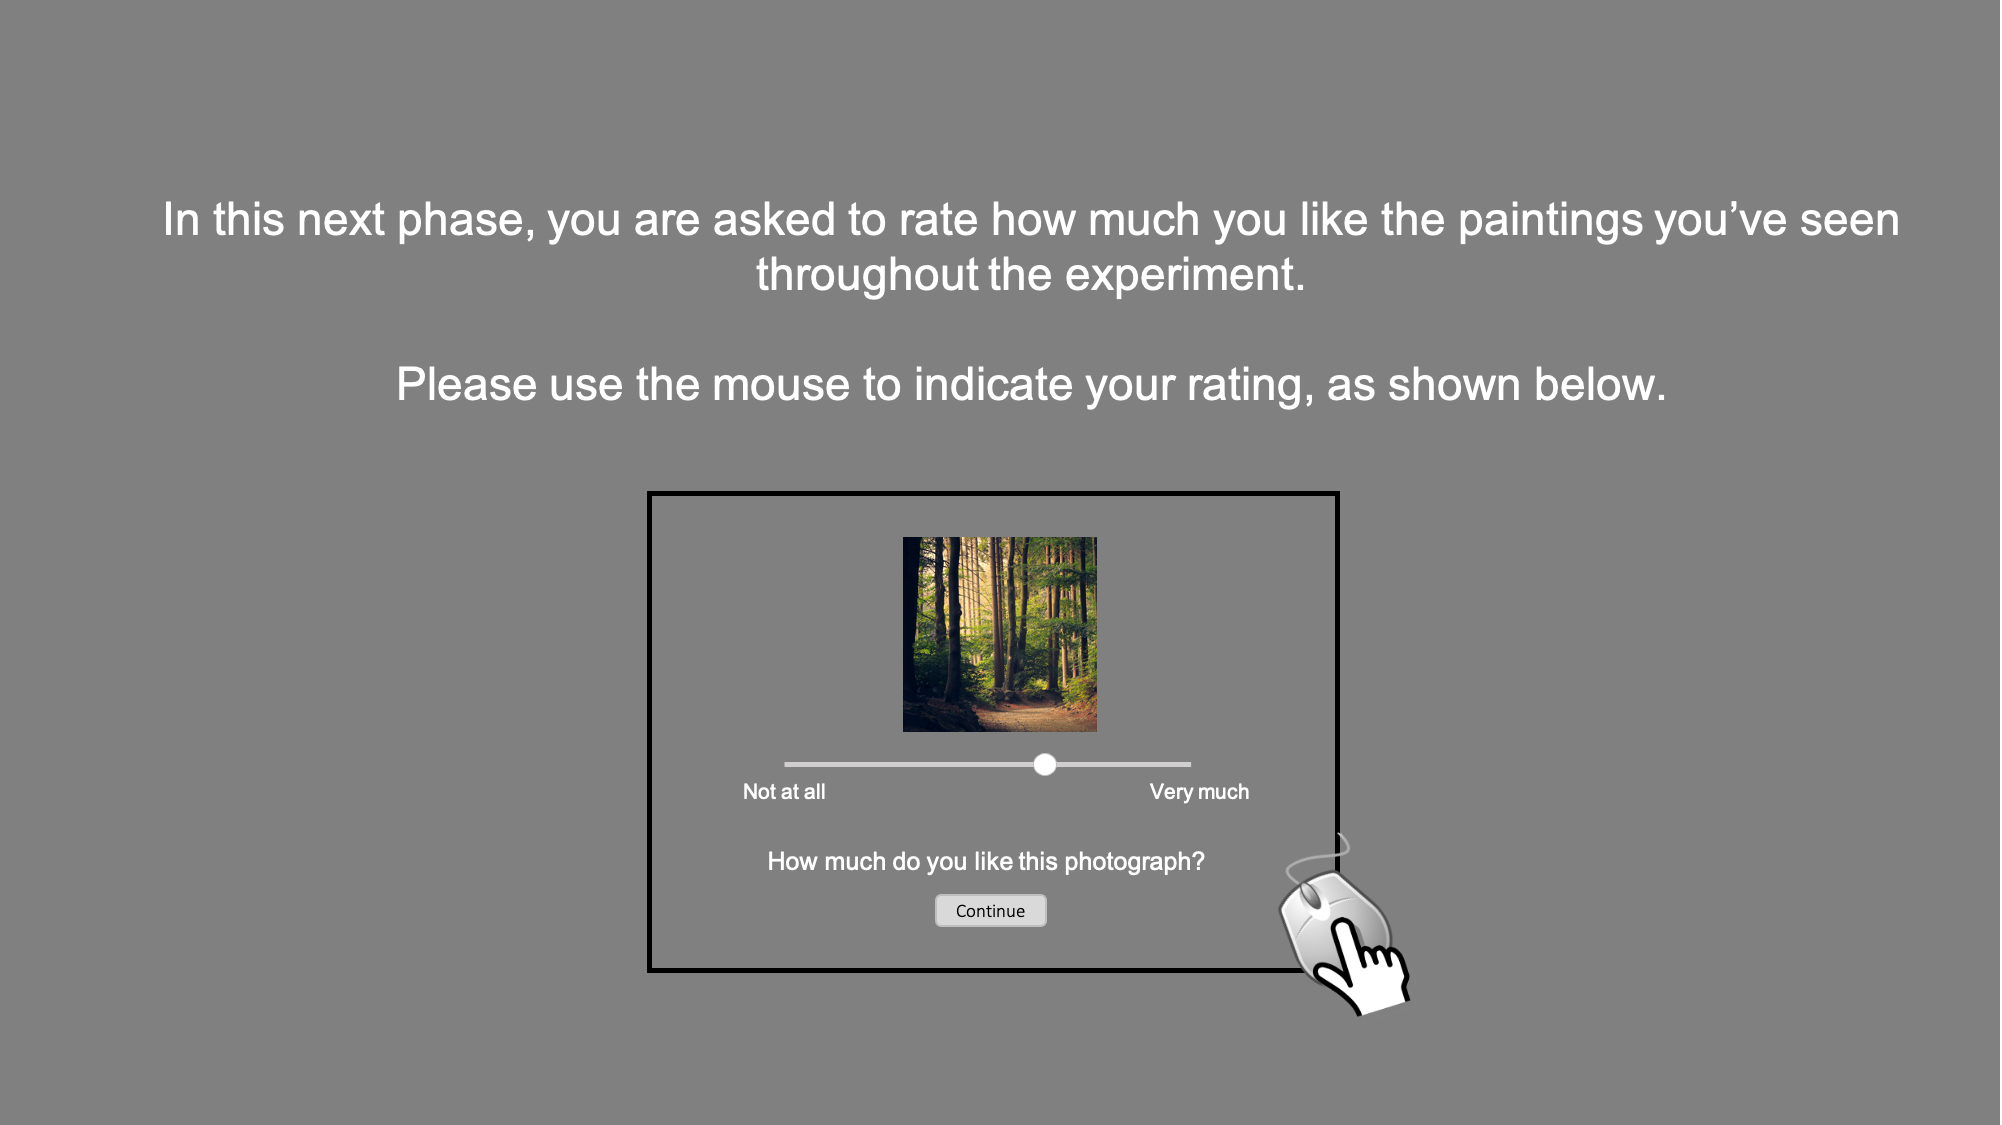 In this next phase, you are asked to rate how much you like the paintings you’ve seen
throughout the experiment.
Please use the mouse to indicate your rating, as shown below.
Not at all
Very much
How much do you like this photograph?
Continue